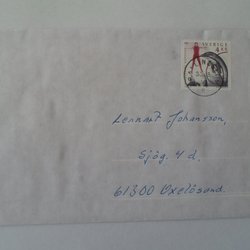 SVERIGE
Lennart Johansson,
Sjög. 4 d.
61300 Oxelösund.